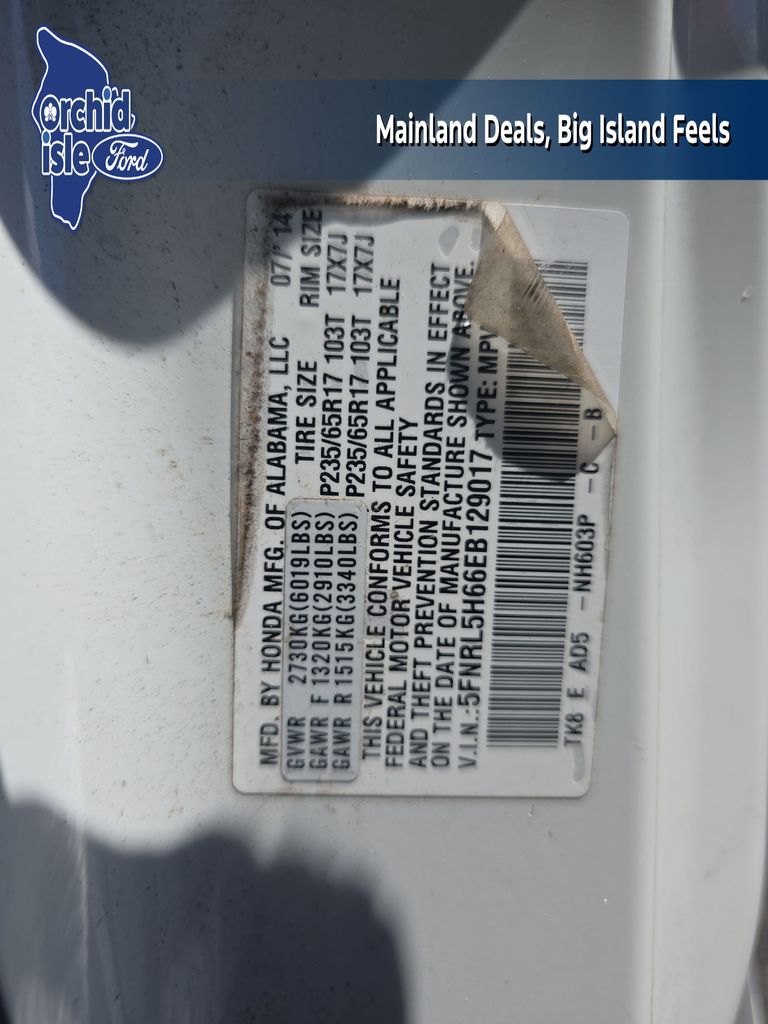 Orchid
isle Ford
Mainland Deals, Big Island Feels
MFD. BY HONDA MFG. OF ALABAMA, LLC 07/'14
GVWR 2730KG(6019LBS) TIRE SIZE RIM SIZE
GAWR F 1320KG(2910LBS) P235/65R17 103T 17X7J
GAWR R 1515KG(3340LBS) P235/65R17 103T 17X7J
THIS VEHICLE CONFORMS TO ALL APPLICABLE
FEDERAL MOTOR VEHICLE SAFETY
AND THEFT PREVENTION STANDARDS IN EFFECT
ON THE DATE OF MANUFACTURE SHOWN ABOVE.
V.I.N.:5FNRL5H66EB129017 TYPE: MPV
TK8 E AD5 -NH603P -C -B